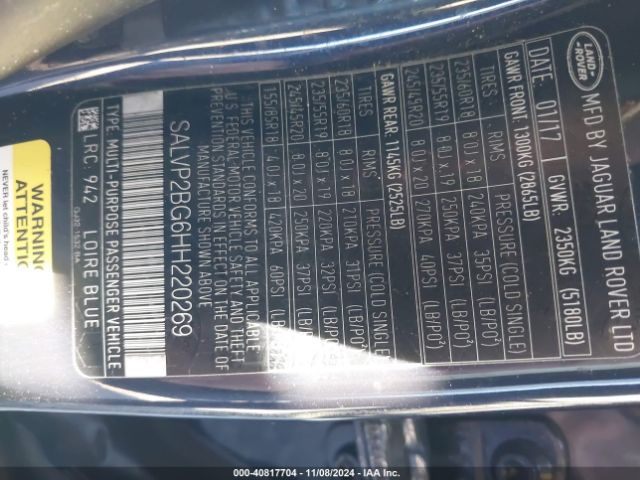 LAND
ROVER
MFD BY JAGUAR LAND ROVER LTD
DATE: 01/17 GVWR: 2350KG (5180LB)
GAWR FRONT: 1300KG (2865LB)
TIRES RIMS PRESSURE (COLD SINGLE)
235/60R18 8.0J x 18 240KPA 35PSI (LB/PO²)
235/55R19 8.0J x 19 250KPA 37PSI (LB/PO²)
245/45R20 8.0J x 20 270KPA 40PSI (LB/PO²)
GAWR REAR: 1145KG (2525LB)
TIRES RIMS PRESSURE (COLD SINGLE)
235/60R18 8.0J x 18 210KPA 31PSI (LB/PO²)
235/55R19 8.0J x 19 220KPA 32PSI (LB/PO²)
245/45R20 8.0J x 20 250KPA 37PSI (LB/PO²)
155/85R18 420KPA 60PSI
THIS VEHICLE CONFORMS TO ALL APPLICABLE
U.S. FEDERAL MOTOR VEHICLE SAFETY AND THEFT
PREVENTION STANDARDS IN EFFECT ON THE DATE OF
MANUFACTURE SHOWN ABOVE
SALVP2BG6HH220269
TYPE: MULTI-PURPOSE PASSENGER VEHICLE
LRC: 942 LOIRE BLUE
WARNING
ATTENTION
NEVER let child's head
000-40817704 - 11/08/2024 - IAA Inc.